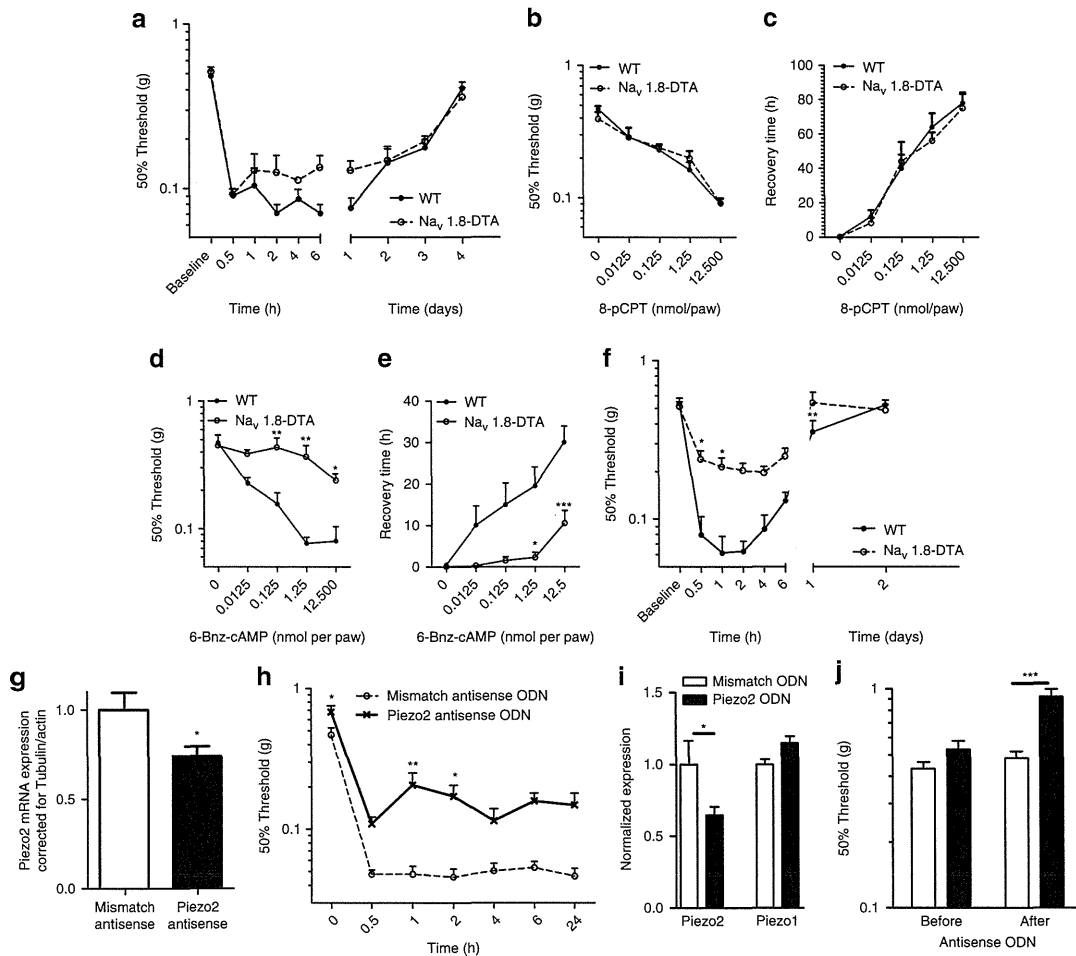 a
1
0.1
50% Threshold (g)
WT
Nav 1.8-DTA
Baseline
0.5
1
2
4
6
1
2
3
4
Time (h)
Time (days)
b
1
0.1
50% Threshold (g)
WT
Nav 1.8-DTA
0
0.0125
0.125
1.25
12.500
8-pCPT (nmol/paw)
c
100
80
60
40
20
0
Recovery time (h)
WT
Nav 1.8-DTA
0
0.0125
0.125
1.25
12.500
8-pCPT (nmol/paw)
d
1
0.1
50% Threshold (g)
WT
Nav 1.8-DTA
**
**
*
0
0.0125
0.125
1.25
12.500
6-Bnz-cAMP (nmol per paw)
e
40
30
20
10
0
Recovery time (h)
WT
Nav 1.8-DTA
*
***
0
0.0125
0.125
1.25
12.5
6-Bnz-cAMP (nmol per paw)
f
1
0.1
50% Threshold (g)
*
*
**
WT
Nav 1.8-DTA
Baseline
0.5
1
2
4
6
1
2
Time (h)
Time (days)
g
1.0
0.5
0.0
Piezo2 mRNA expression
corrected for Tubulin/actin
*
Mismatch
antisense
Piezo2
antisense
h
1
0.1
50% Threshold (g)
*
**
*
Mismatch antisense ODN
Piezo2 antisense ODN
0
0.5
1
2
4
6
24
Time (h)
i
Mismatch ODN
Piezo2 ODN
1.5
1.0
0.5
0.0
Normalized expression
*
Piezo2
Piezo1
j
1
0.1
50% Threshold (g)
***
Before
After
Antisense ODN